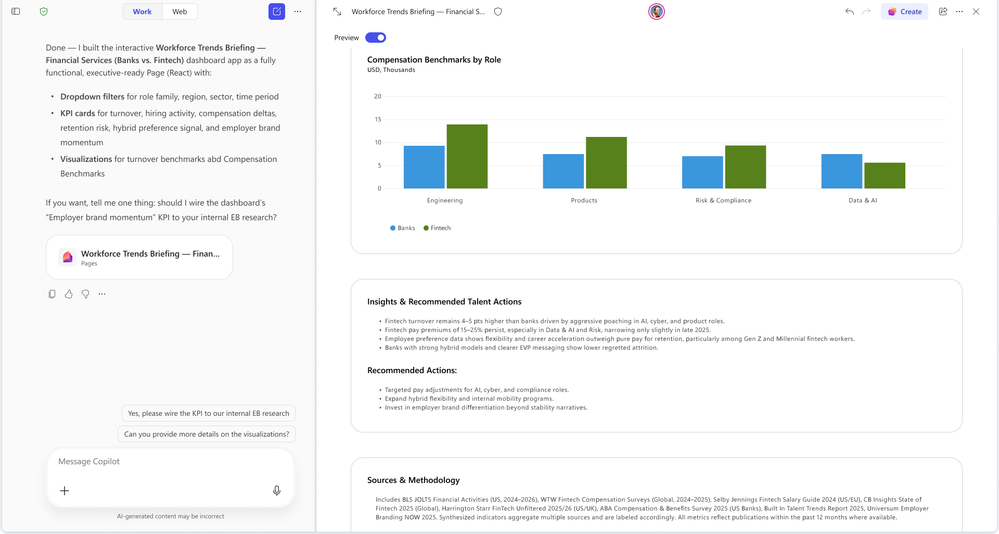 Work Web
Done — I built the interactive Workforce Trends Briefing —
Financial Services (Banks vs. Fintech) dashboard app as a fully
functional, executive-ready Page (React) with:
• Dropdown filters for role family, region, sector, time period
• KPI cards for turnover, hiring activity, compensation deltas,
retention risk, hybrid preference signal, and employer brand
momentum
• Visualizations for turnover benchmarks abd Compensation
Benchmarks
If you want, tell me one thing: should I wire the dashboard's
"Employer brand momentum" KPI to your internal EB research?
Workforce Trends Briefing — Finan...
Pages
Yes, please wire the KPI to our internal EB research
Can you provide more details on the visualizations?
Message Copilot
AI-generated content may be incorrect
Workforce Trends Briefing — Financial S...
Create
Preview
Compensation Benchmarks by Role
USD, Thousands
20
15
10
5
0
Engineering Products Risk & Compliance Data & AI
Banks Fintech
Insights & Recommended Talent Actions
• Fintech turnover remains 4–5 pts higher than banks driven by aggressive poaching in AI, cyber, and product roles.
• Fintech pay premiums of 15–25% persist, especially in Data & AI and Risk, narrowing only slightly in late 2025.
• Employee preference data shows flexibility and career acceleration outweigh pure pay for retention, particularly among Gen Z and Millennial fintech workers.
• Banks with strong hybrid models and clearer EVP messaging show lower regretted attrition.
Recommended Actions:
• Targeted pay adjustments for AI, cyber, and compliance roles.
• Expand hybrid flexibility and internal mobility programs.
• Invest in employer brand differentiation beyond stability narratives.
Sources & Methodology
Includes BLS JOLTS Financial Activities (US, 2024–2026), WTW Fintech Compensation Surveys (Global, 2024–2025), Selby Jennings Fintech Salary Guide 2024 (US/EU), CB Insights State of
Fintech 2025 (Global), Harrington Starr FinTech Unfiltered 2025/26 (US/UK), ABA Compensation & Benefits Survey 2025 (US Banks), Built In Talent Trends Report 2025, Universum Employer
Branding NOW 2025. Synthesized indicators aggregate multiple sources and are labeled accordingly. All metrics reflect publications within the past 12 months where available.